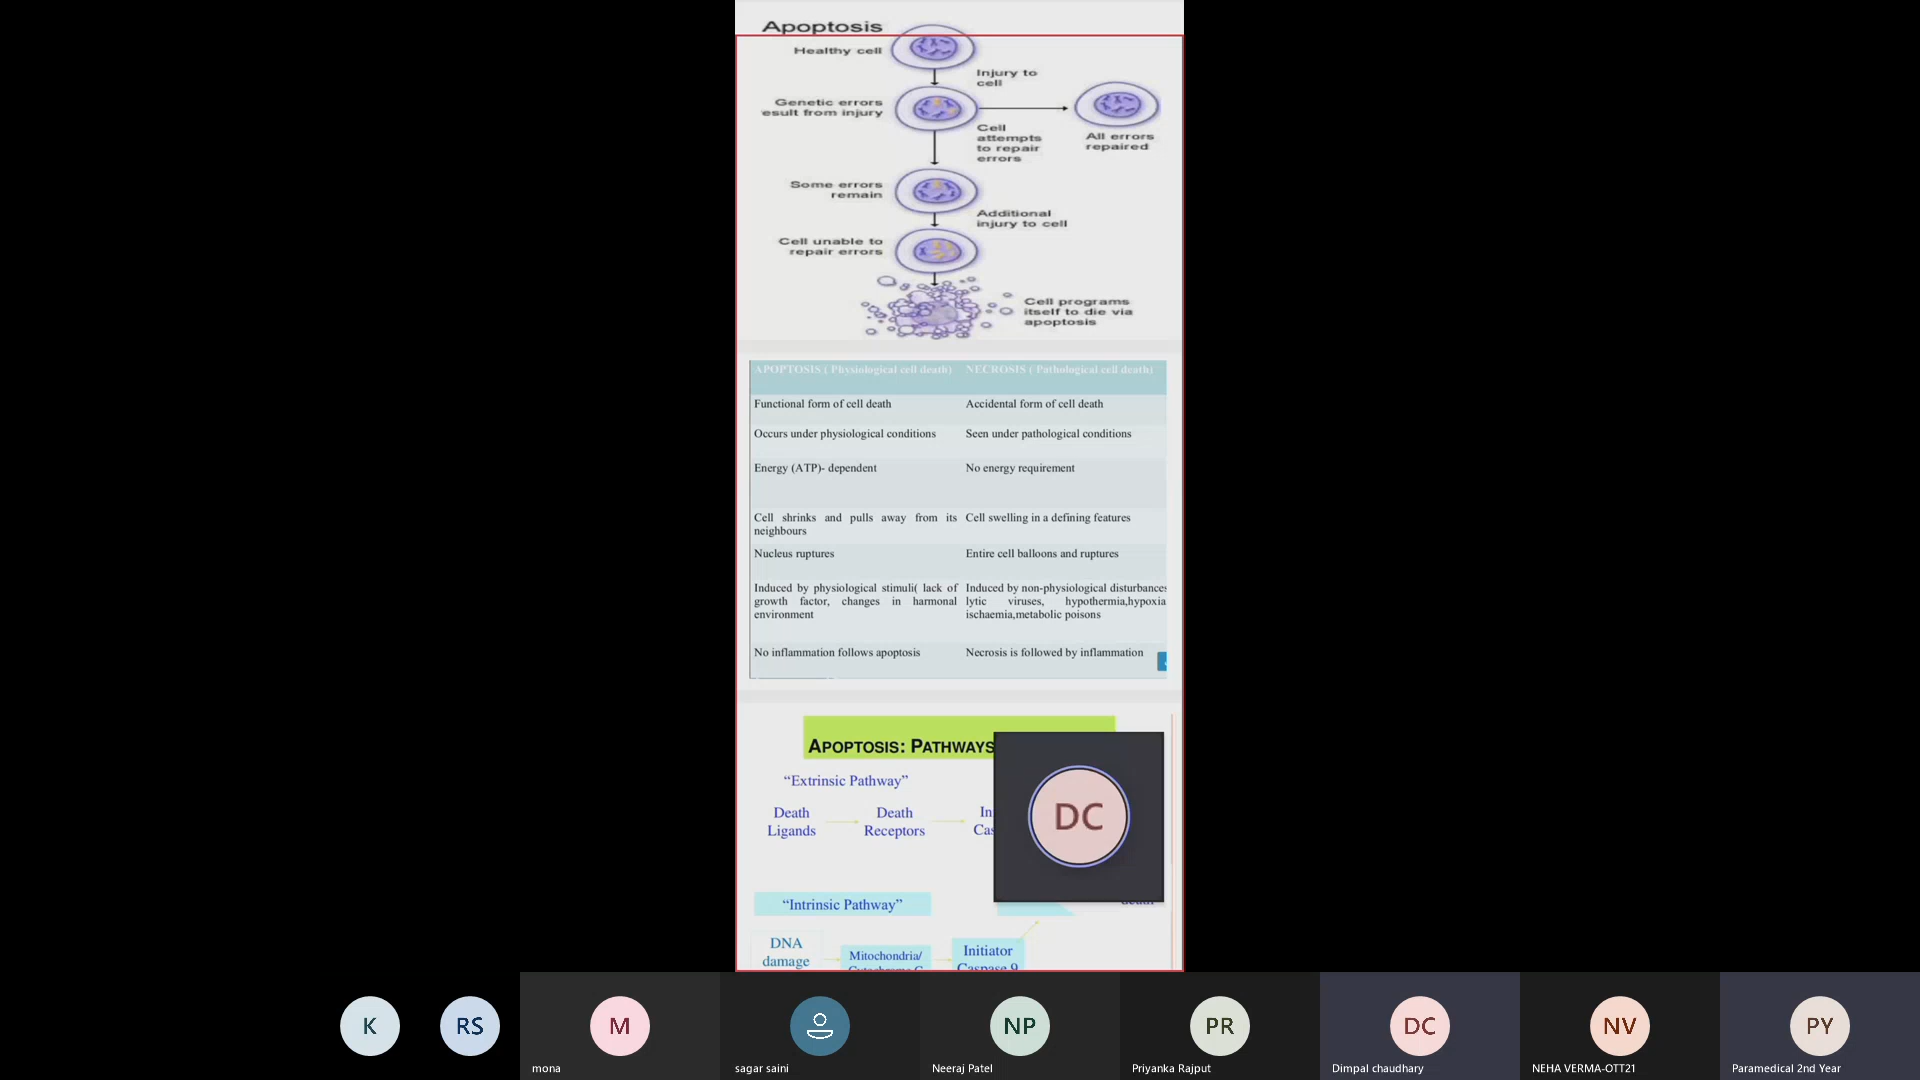 Apoptosis
Healthy cell
Injury to
cell
Genetic errors
esult from injury
Cell
attempts
to repair
errors
All errors
repaired
Some errors
remain
Additional
injury to cell
Cell unable to
repair errors
Cell programs
itself to die via
apoptosis
APOPTOSIS ( Physiological cell death) NECROSIS ( Pathological cell death)
Functional form of cell death Accidental form of cell death
Occurs under physiological conditions Seen under pathological conditions
Energy (ATP)- dependent No energy requirement
Cell shrinks and pulls away from its Cell swelling in a defining features
neighbours
Nucleus ruptures Entire cell balloons and ruptures
Induced by physiological stimuli( lack of Induced by non-physiological disturbances
growth factor, changes in harmonal lytic viruses, hypothermia,hypoxia
environment ischaemia,metabolic poisons
No inflammation follows apoptosis Necrosis is followed by inflammation
APOPTOSIS: PATHWAYS
“Extrinsic Pathway”
Death Death In
Ligands Receptors Cas
DC
“Intrinsic Pathway” death
DNA Mitochondria/ Initiator
damage Cytochrome C Caspase 9
K RS M NP PR DC NV PY
mona sagar saini Neeraj Patel Priyanka Rajput Dimpal chaudhary NEHA VERMA-OTT21 Paramedical 2nd Year